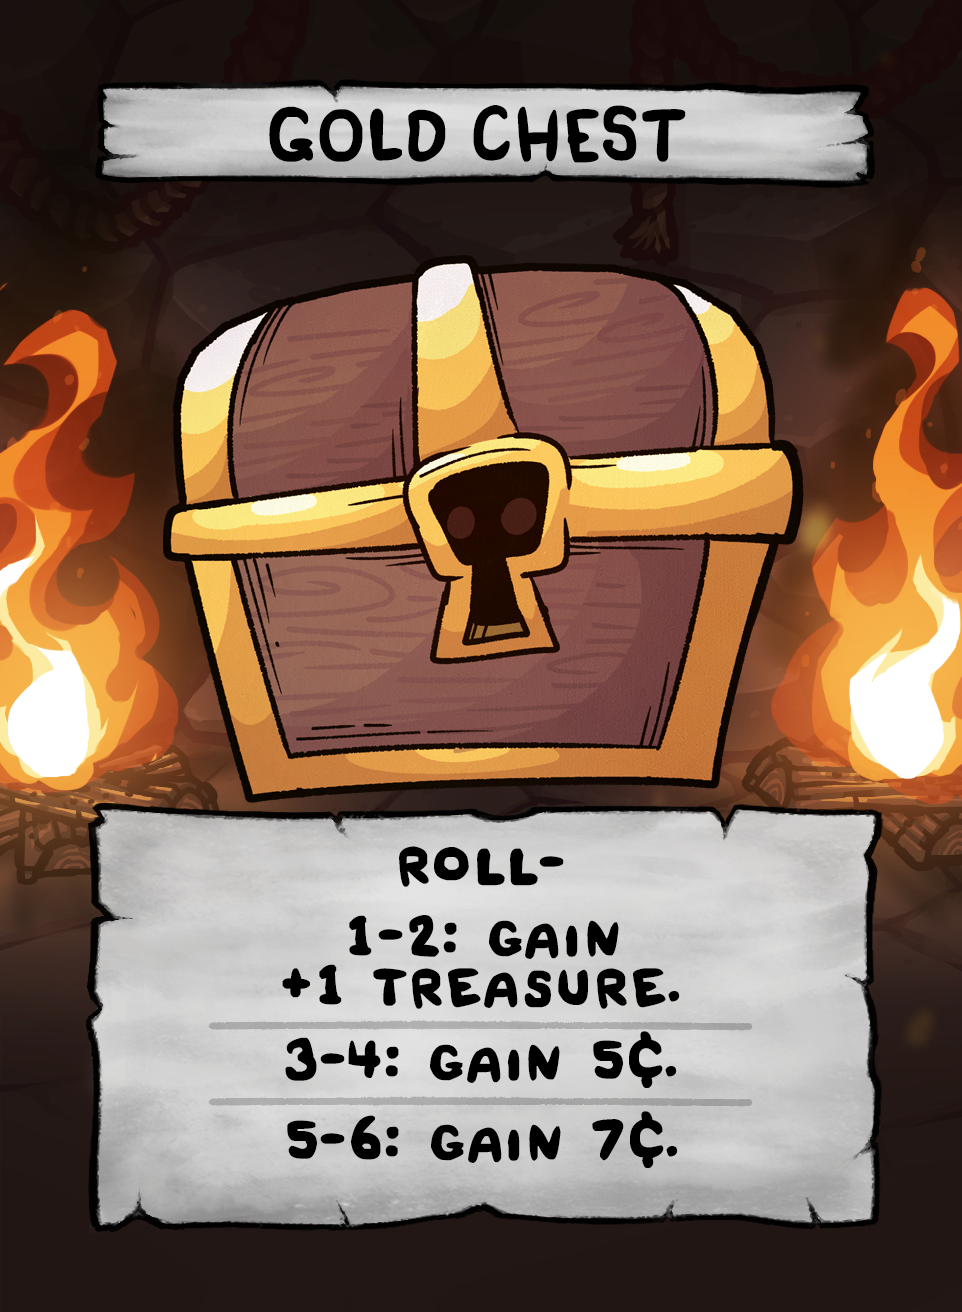 GOLD CHEST
ROLL-
1-2: GAIN
+1 TREASURE.
3-4: GAIN 5¢.
5-6: GAIN 7¢.